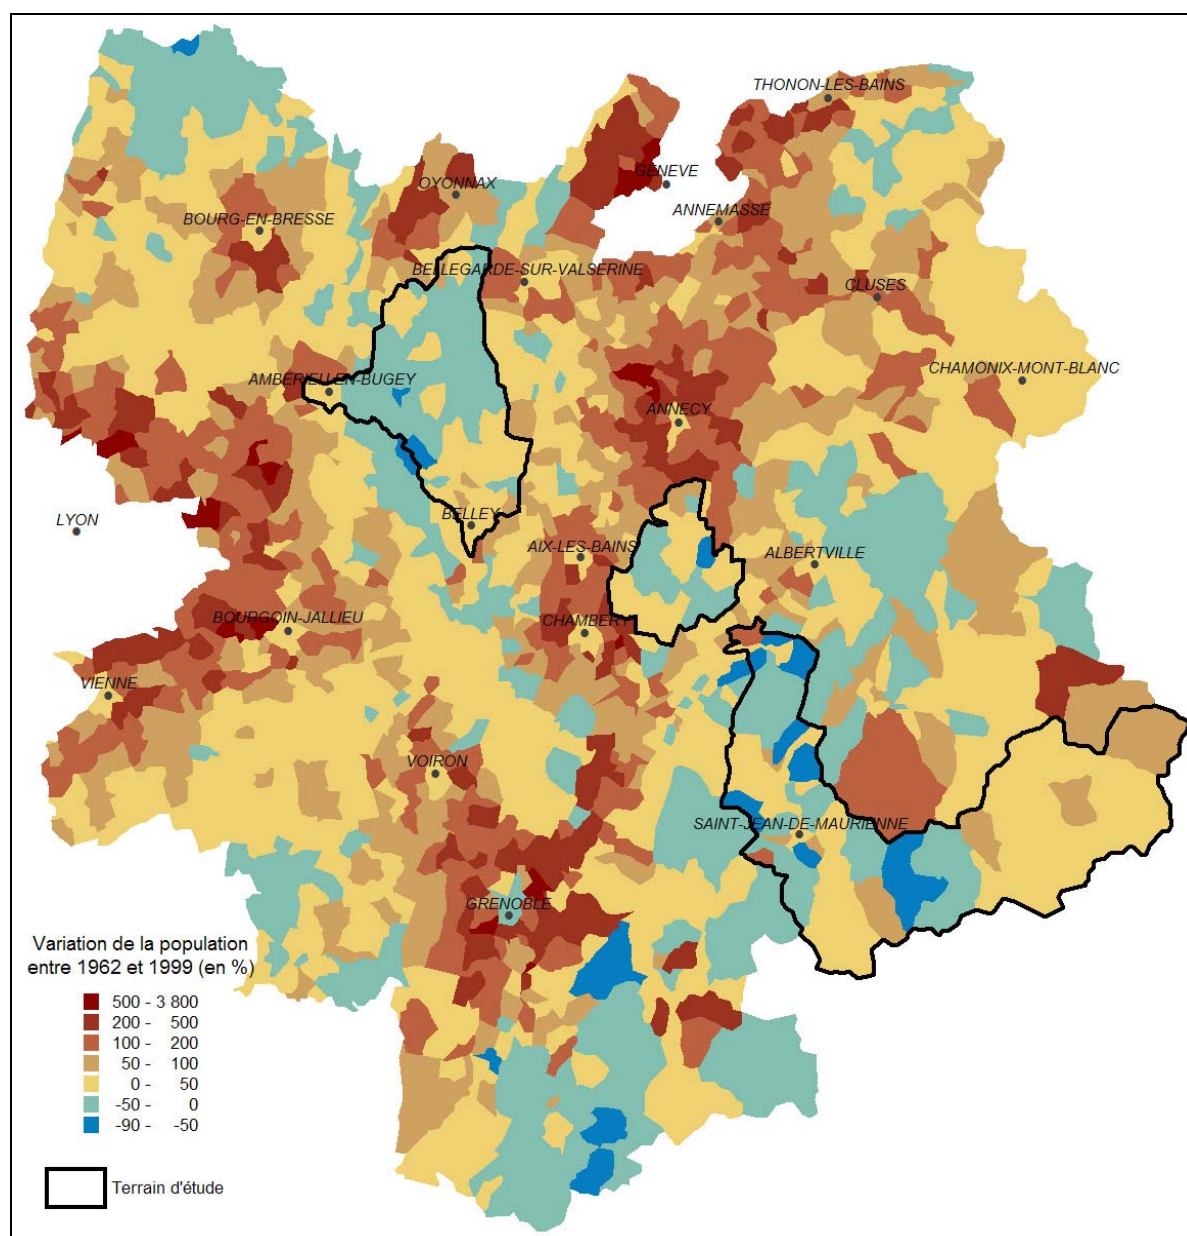 THONON-LES-BAINS
GENEVE
OYONNAX
ANNEMASSE
BOURG-EN-BRESSE
BELLEGARDE-SUR-VALSERINE
CLUSES
CHAMONIX-MONT-BLANC
AMBERIEU-EN-BUGEY
ANNECY
LYON
BELLEY
AIX-LES-BAINS
ALBERTVILLE
BOURGOIN-JALLIEU
CHAMBERY
VIENNE
VOIRON
SAINT-JEAN-DE-MAURIENNE
GRENOBLE
Variation de la population
entre 1962 et 1999 (en %)
500 - 3 800
200 - 500
100 - 200
50 - 100
0 - 50
-50 - 0
-90 - -50
Terrain d'étude